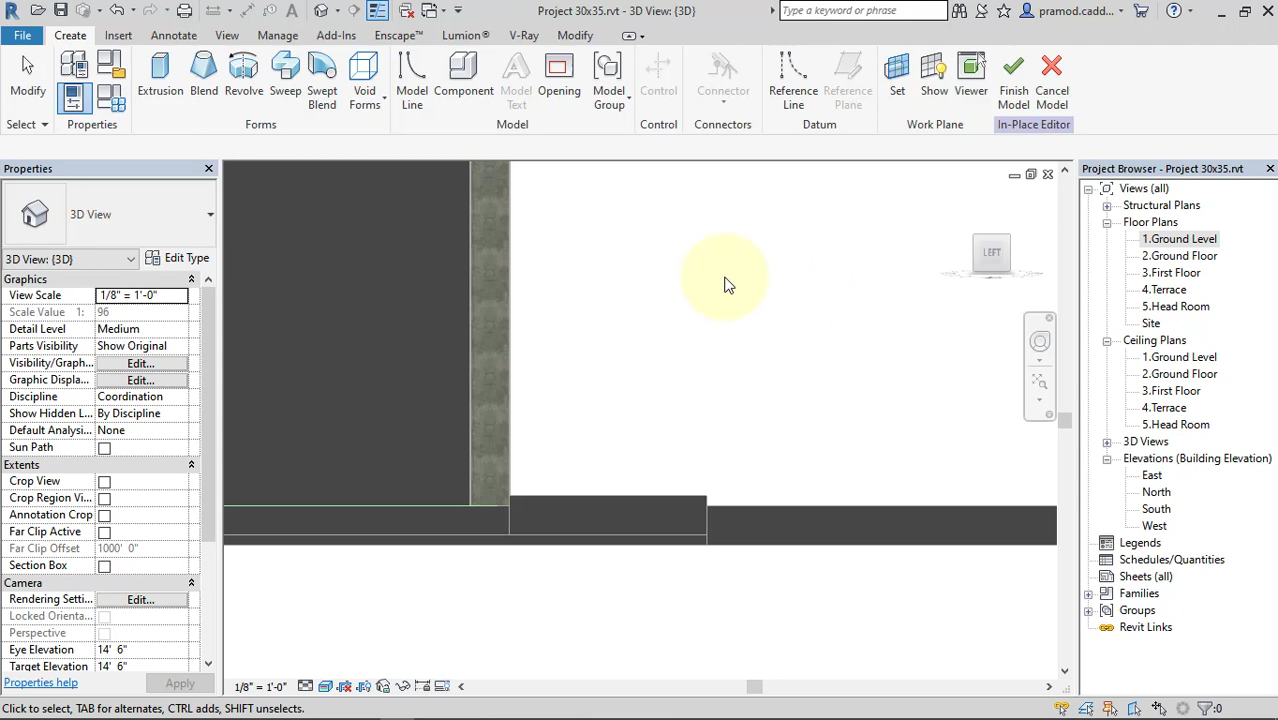 Project 30x35.rvt - 3D View: {3D}
Type a keyword or phrase
pramod.cadd...
File Create Insert Annotate View Manage Add-Ins Enscape™ Lumion® V-Ray Modify
Modify
Extrusion Blend Revolve Sweep Swept Blend Void Forms
Model Line Component Model Text Opening Model Group
Control Connector
Reference Line Reference Plane
Set Show Viewer
Finish Model Cancel Model
Select Properties Forms Model Control Connectors Datum Work Plane In-Place Editor
Properties
3D View
3D View: {3D} Edit Type
Graphics
View Scale 1/8" = 1'-0"
Scale Value 1: 96
Detail Level Medium
Parts Visibility Show Original
Visibility/Graph... Edit...
Graphic Displa... Edit...
Discipline Coordination
Show Hidden L... By Discipline
Default Analysi... None
Sun Path
Extents
Crop View
Crop Region Vi...
Annotation Crop
Far Clip Active
Far Clip Offset 1000' 0"
Section Box
Camera
Rendering Setti... Edit...
Locked Orienta...
Perspective
Eye Elevation 14' 6"
Target Elevation 14' 6"
Properties help Apply
LEFT
1/8" = 1'-0"
Project Browser - Project 30x35.rvt
Views (all)
Structural Plans
Floor Plans
1.Ground Level
2.Ground Floor
3.First Floor
4.Terrace
5.Head Room
Site
Ceiling Plans
1.Ground Level
2.Ground Floor
3.First Floor
4.Terrace
5.Head Room
3D Views
Elevations (Building Elevation)
East
North
South
West
Legends
Schedules/Quantities
Sheets (all)
Families
Groups
Revit Links
Click to select, TAB for alternates, CTRL adds, SHIFT unselects.
:0